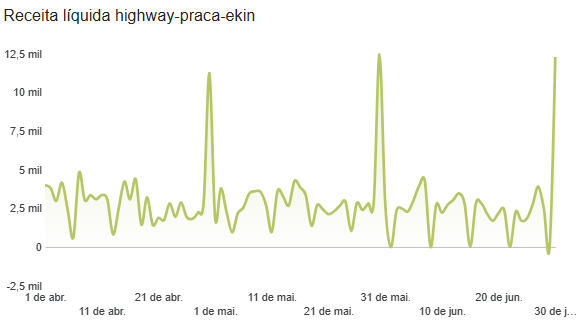 Receita líquida highway-praca-ekin
12,5 mil
10 mil
7,5 mil
5 mil
2,5 mil
0
-2,5 mil
1 de abr.
11 de abr.
21 de abr.
1 de mai.
11 de mai.
21 de mai.
31 de mai.
10 de jun.
20 de jun.
30 de j...